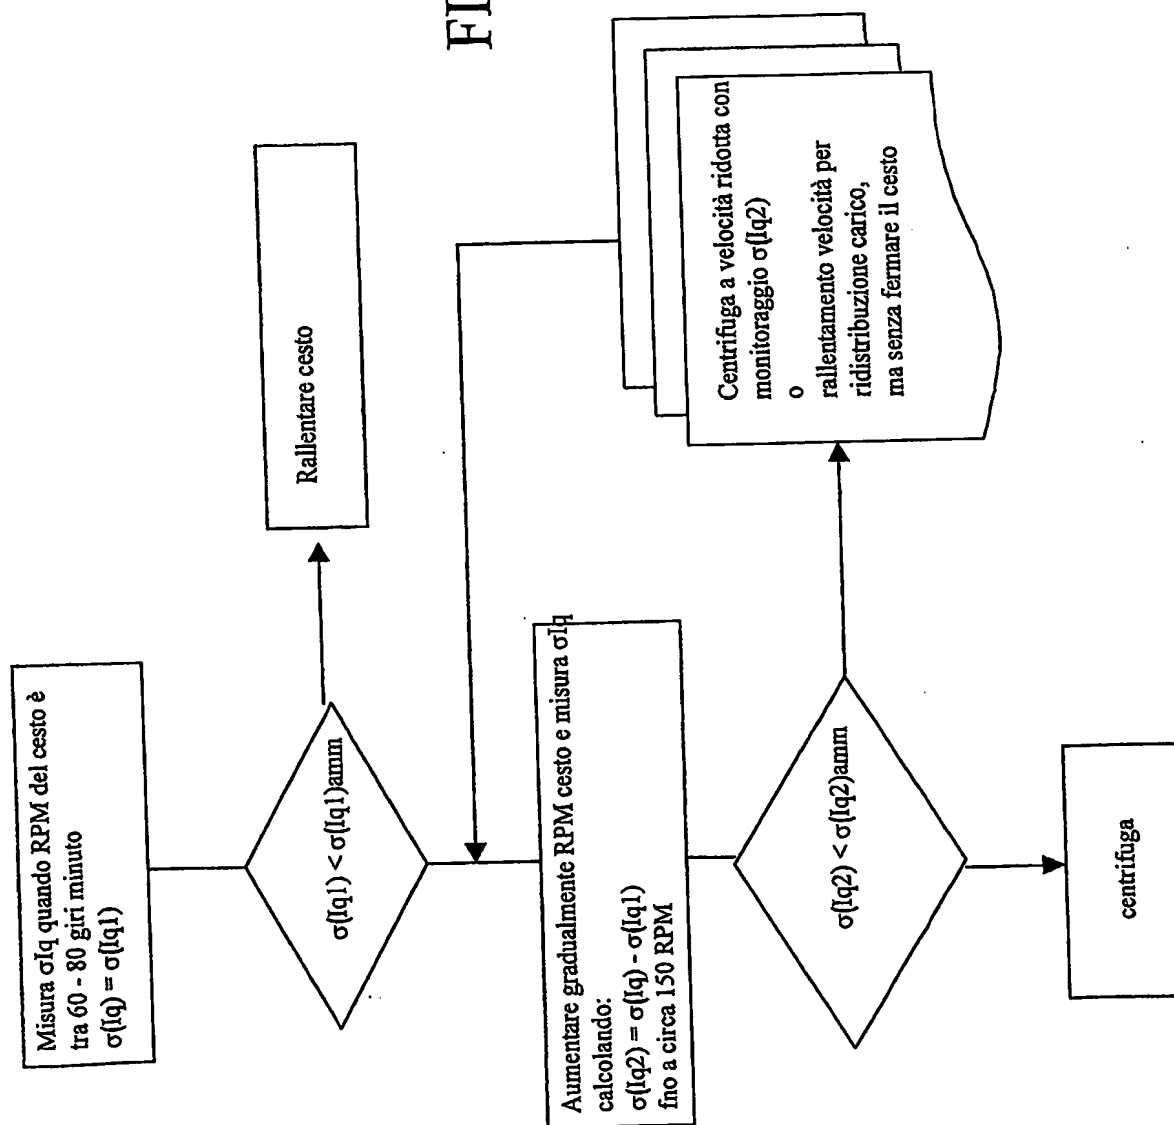 FI
Misura σIq quando RPM del cesto è
tra 60 - 80 giri minuto
σ(Iq) = σ(Iq1)
σ(Iq1) < σ(Iq1)amm
Rallentare cesto
Aumentare gradualmente RPM cesto e misura σIq
calcolando:
σ(Iq2) = σ(Iq) - σ(Iq1)
fno a circa 150 RPM
σ(Iq2) < σ(Iq2)amm
Centrifuga a velocità ridotta con
monitoraggio σ(Iq2)
o
rallentamento velocità per
ridistribuzione carico,
ma senza fermare il cesto
centrifuga